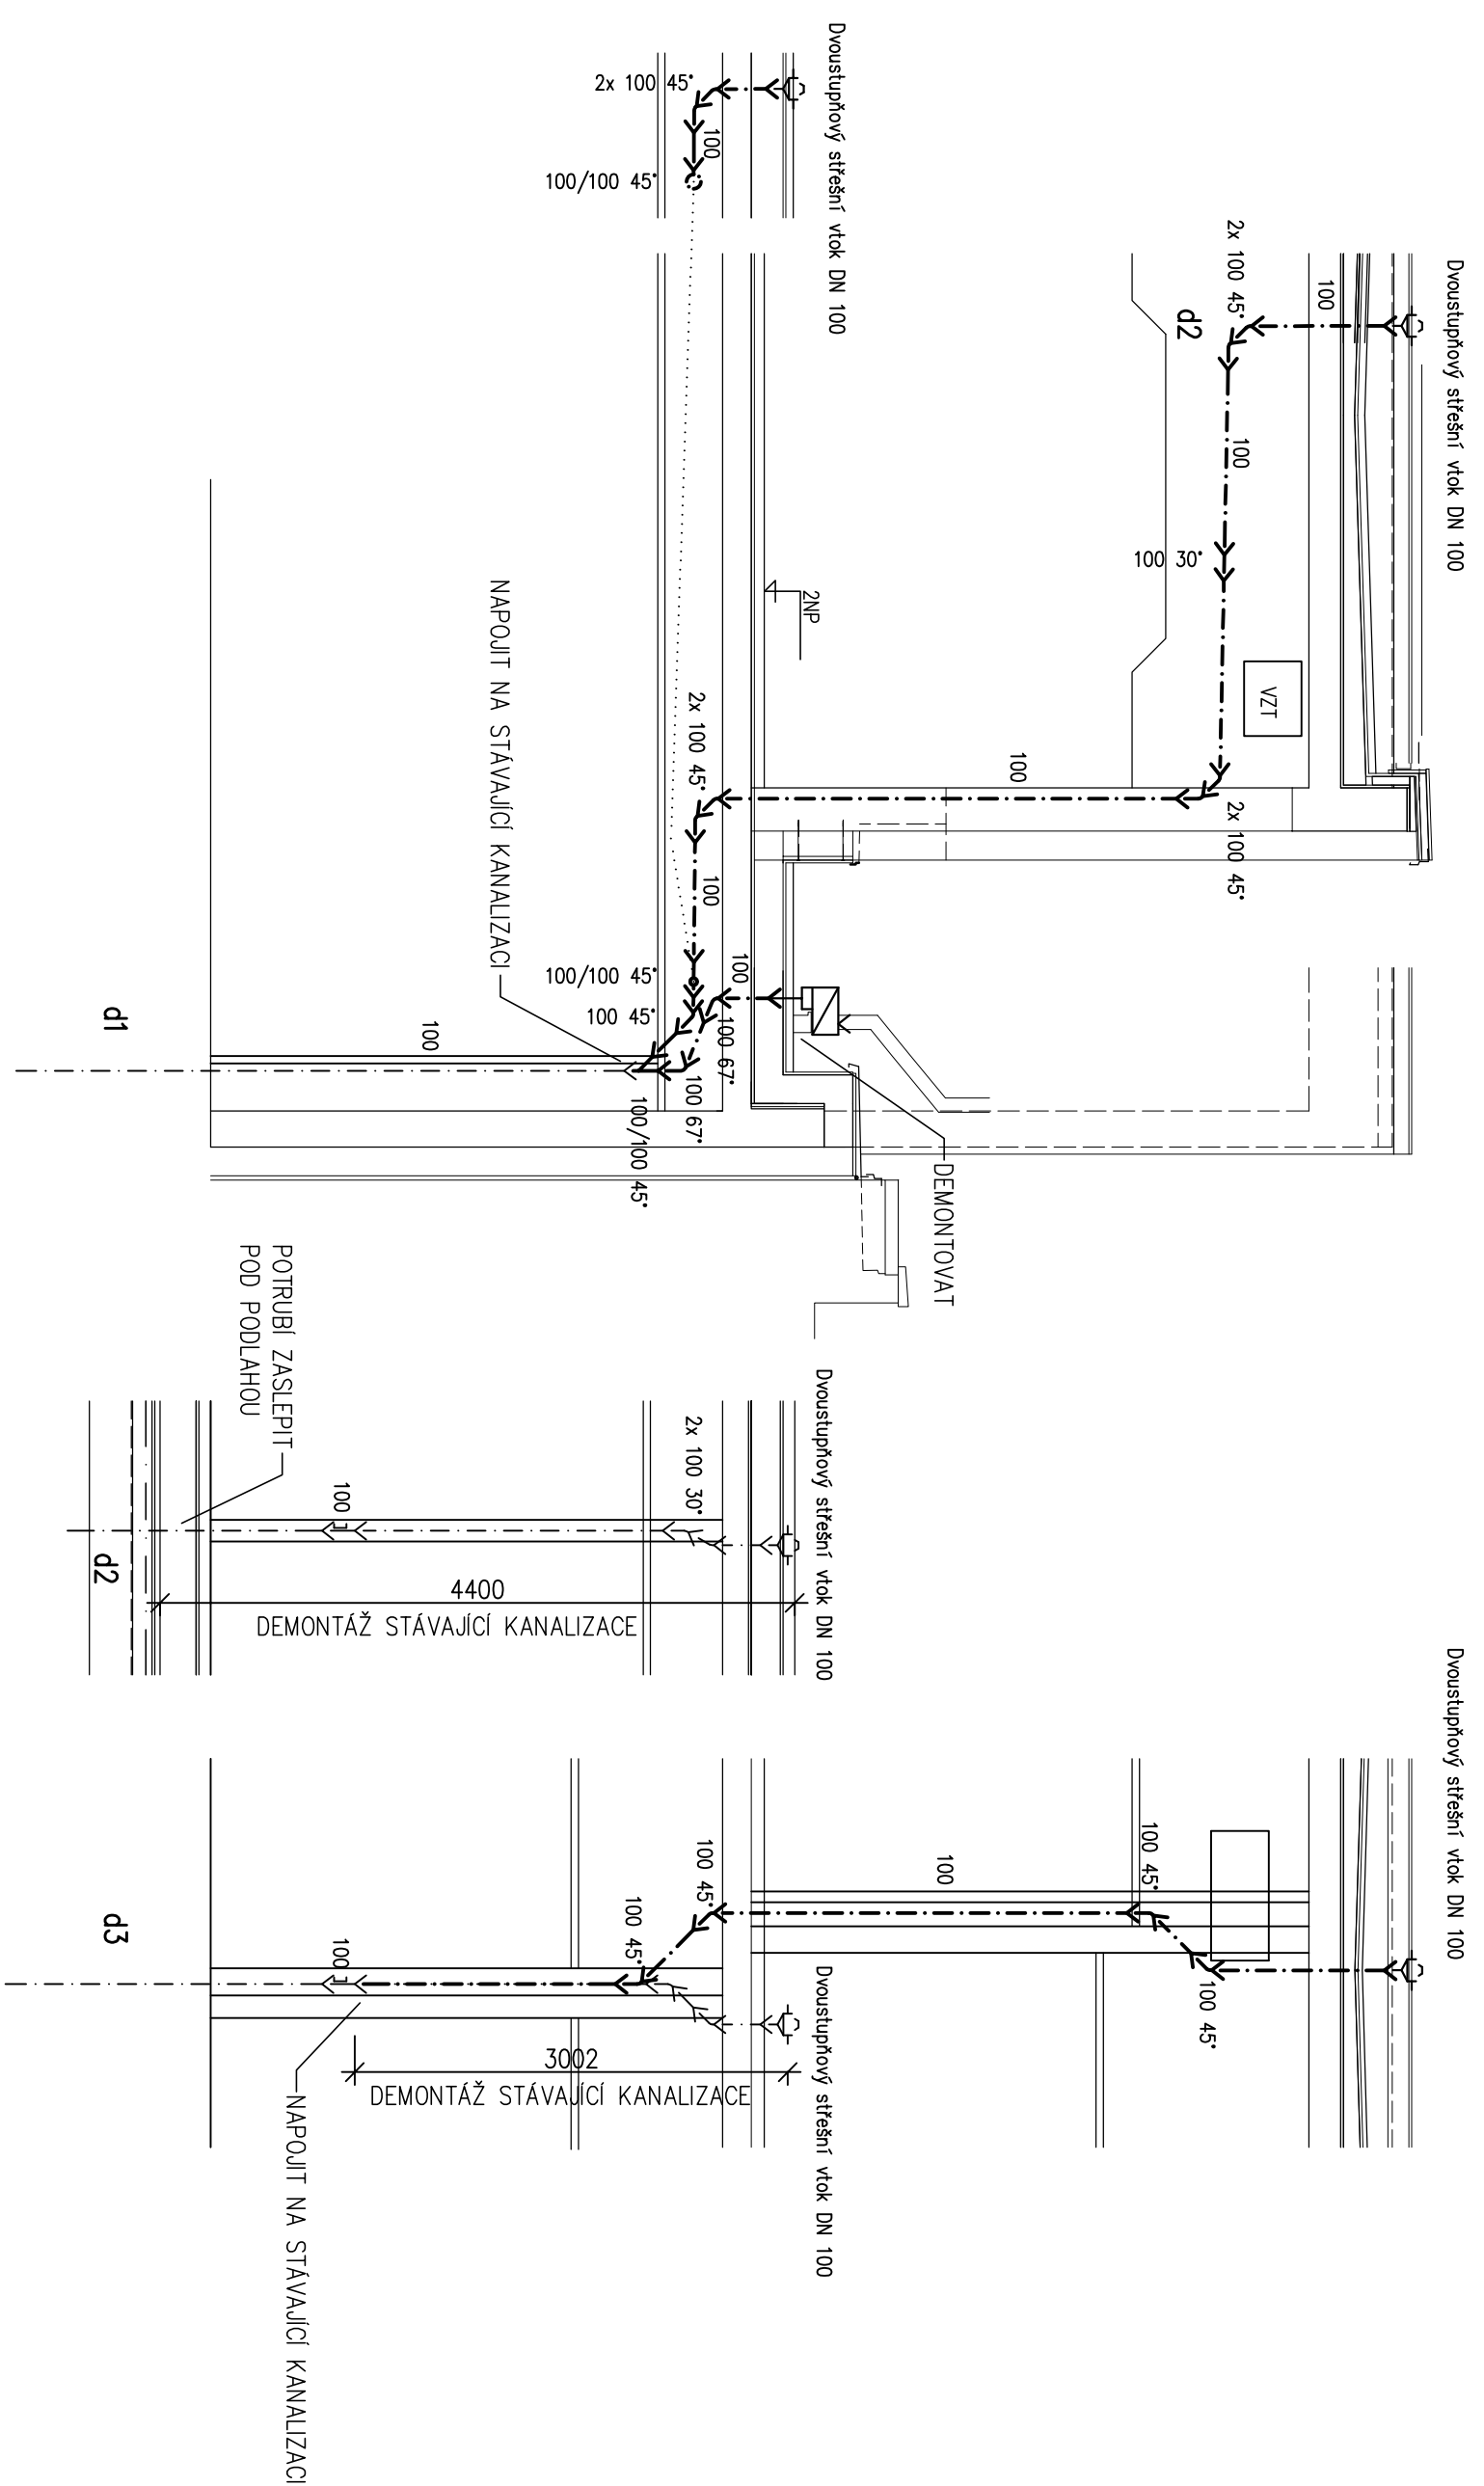 Dvoustupňový střešní vtok DN 100
2x 100 45°
100
100/100 45°
Dvoustupňový střešní vtok DN 100
100
2x 100 45°
d2
100
100 30°
VZT
2NP
100
2x 100 45°
2x 100 45°
100
100
100/100 45°
100 45°
100 67°
100 67°
100/100 45°
NAPOJIT NA STÁVAJÍCÍ KANALIZACI
100
d1
DEMONTOVAT
Dvoustupňový střešní vtok DN 100
2x 100 30°
100
POTRUBÍ ZASLEPIT
POD PODLAHOU
d2
4400
DEMONTÁŽ STÁVAJÍCÍ KANALIZACE
Dvoustupňový střešní vtok DN 100
100 45°
100 45°
100
100 45°
100 45°
100
Dvoustupňový střešní vtok DN 100
d3
3002
DEMONTÁŽ STÁVAJÍCÍ KANALIZACE
NAPOJIT NA STÁVAJÍCÍ KANALIZACI